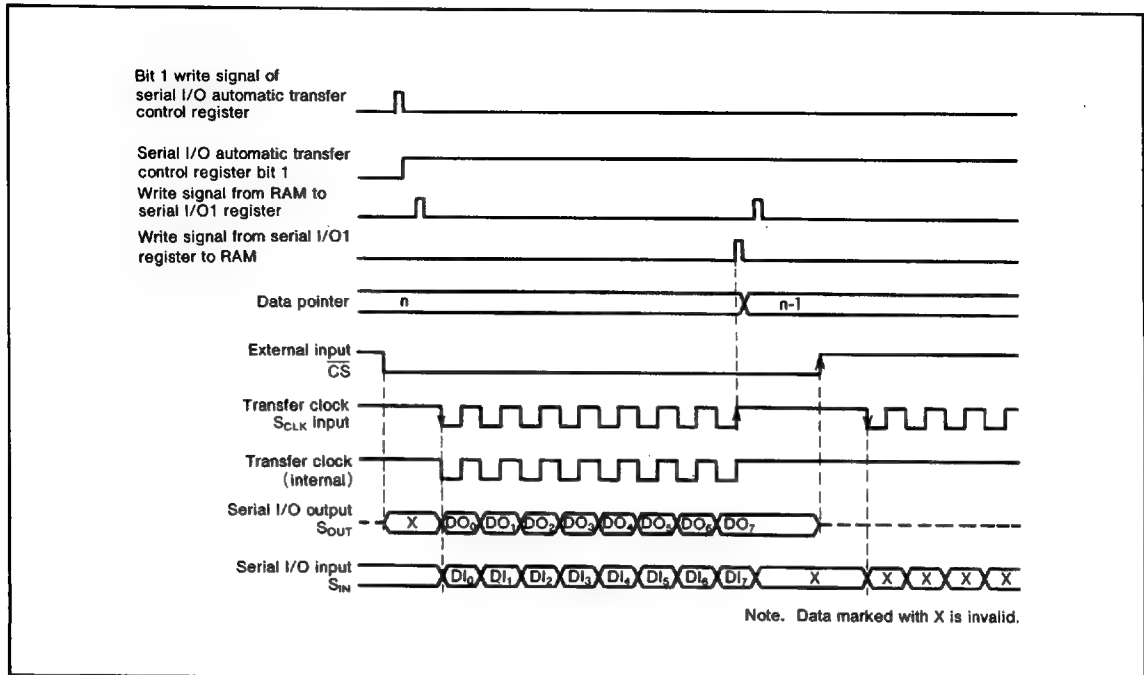 Bit 1 write signal of
serial I/O automatic transfer
control register
Serial I/O automatic transfer
control register bit 1
Write signal from RAM to
serial I/O1 register
Write signal from serial I/O1
register to RAM
Data pointer
n
n-1
External input
CS
Transfer clock
SCLK input
Transfer clock
(internal)
Serial I/O output
SOUT
X DO0 DO1 DO2 DO3 DO4 DO5 DO6 DO7
Serial I/O input
SIN
DI0 DI1 DI2 DI3 DI4 DI5 DI6 DI7 X X X X X
Note. Data marked with X is invalid.